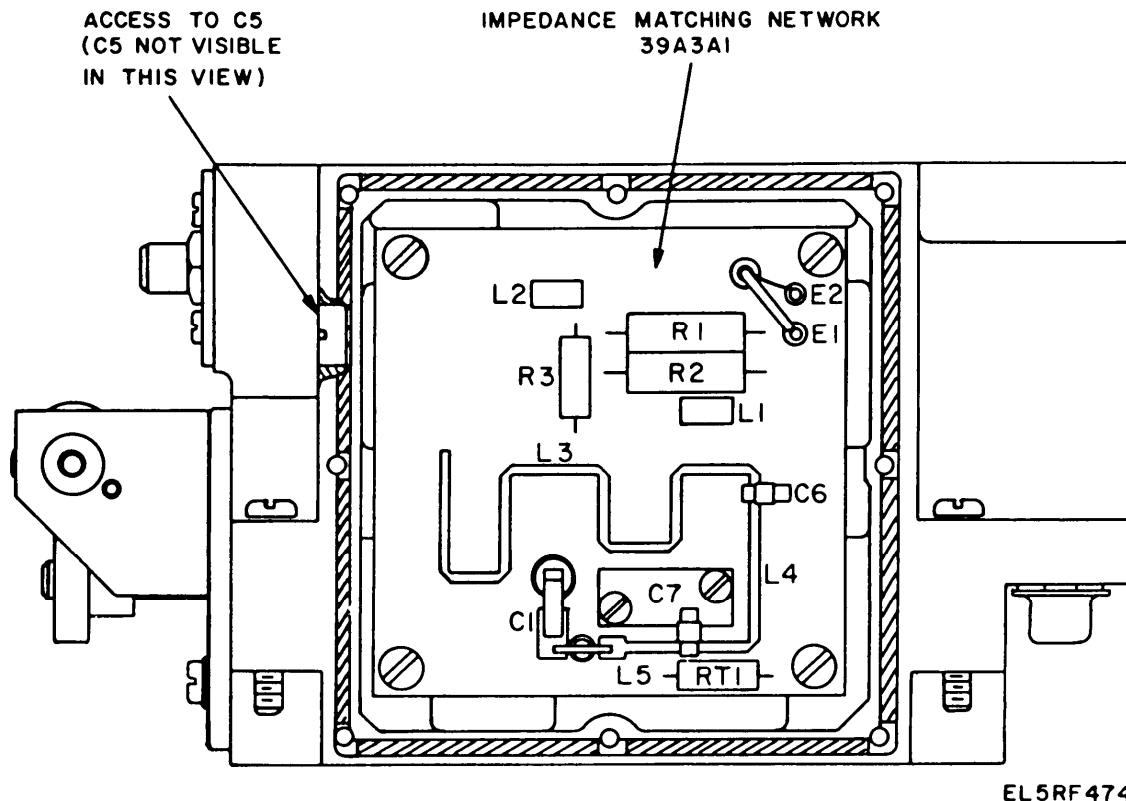 ACCESS TO C5
(C5 NOT VISIBLE
IN THIS VIEW)
IMPEDANCE MATCHING NETWORK
39A3A1
L2
E2
E1
R1
R2
R3
L1
L3
C6
L4
C7
C1
L5
RT1
EL5RF474